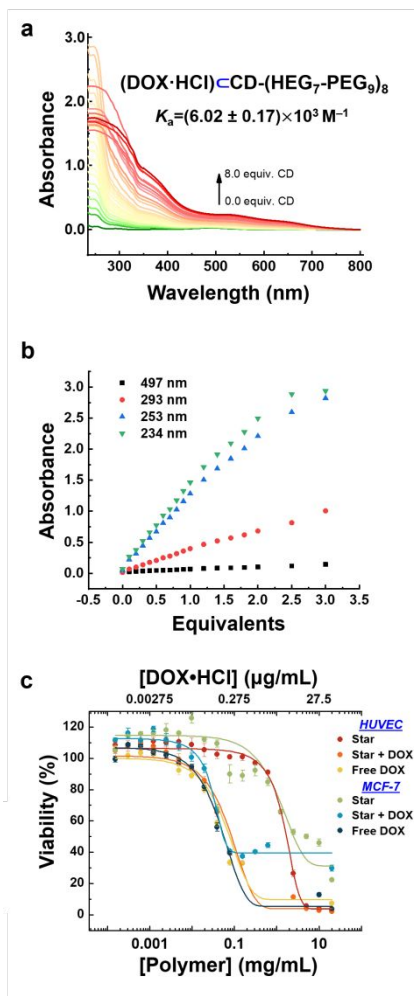 a
(DOX·HCl)⊂CD-(HEG₇-PEG₉)₈
Kₐ=(6.02 ± 0.17)×10³ M⁻¹
8.0 equiv. CD
0.0 equiv. CD
Absorbance
3.0
2.0
1.0
0.0
300 400 500 600 700 800
Wavelength (nm)
b
497 nm
293 nm
253 nm
234 nm
Absorbance
3.0
2.5
2.0
1.5
1.0
0.5
0.0
-0.5 0.0 0.5 1.0 1.5 2.0 2.5 3.0 3.5
Equivalents
c
[DOX•HCl] (µg/mL)
0.00275 0.275 27.5
HUVEC
Star
Star + DOX
Free DOX
MCF-7
Star
Star + DOX
Free DOX
Viability (%)
120
100
80
60
40
20
0
0.001 0.1 10
[Polymer] (mg/mL)